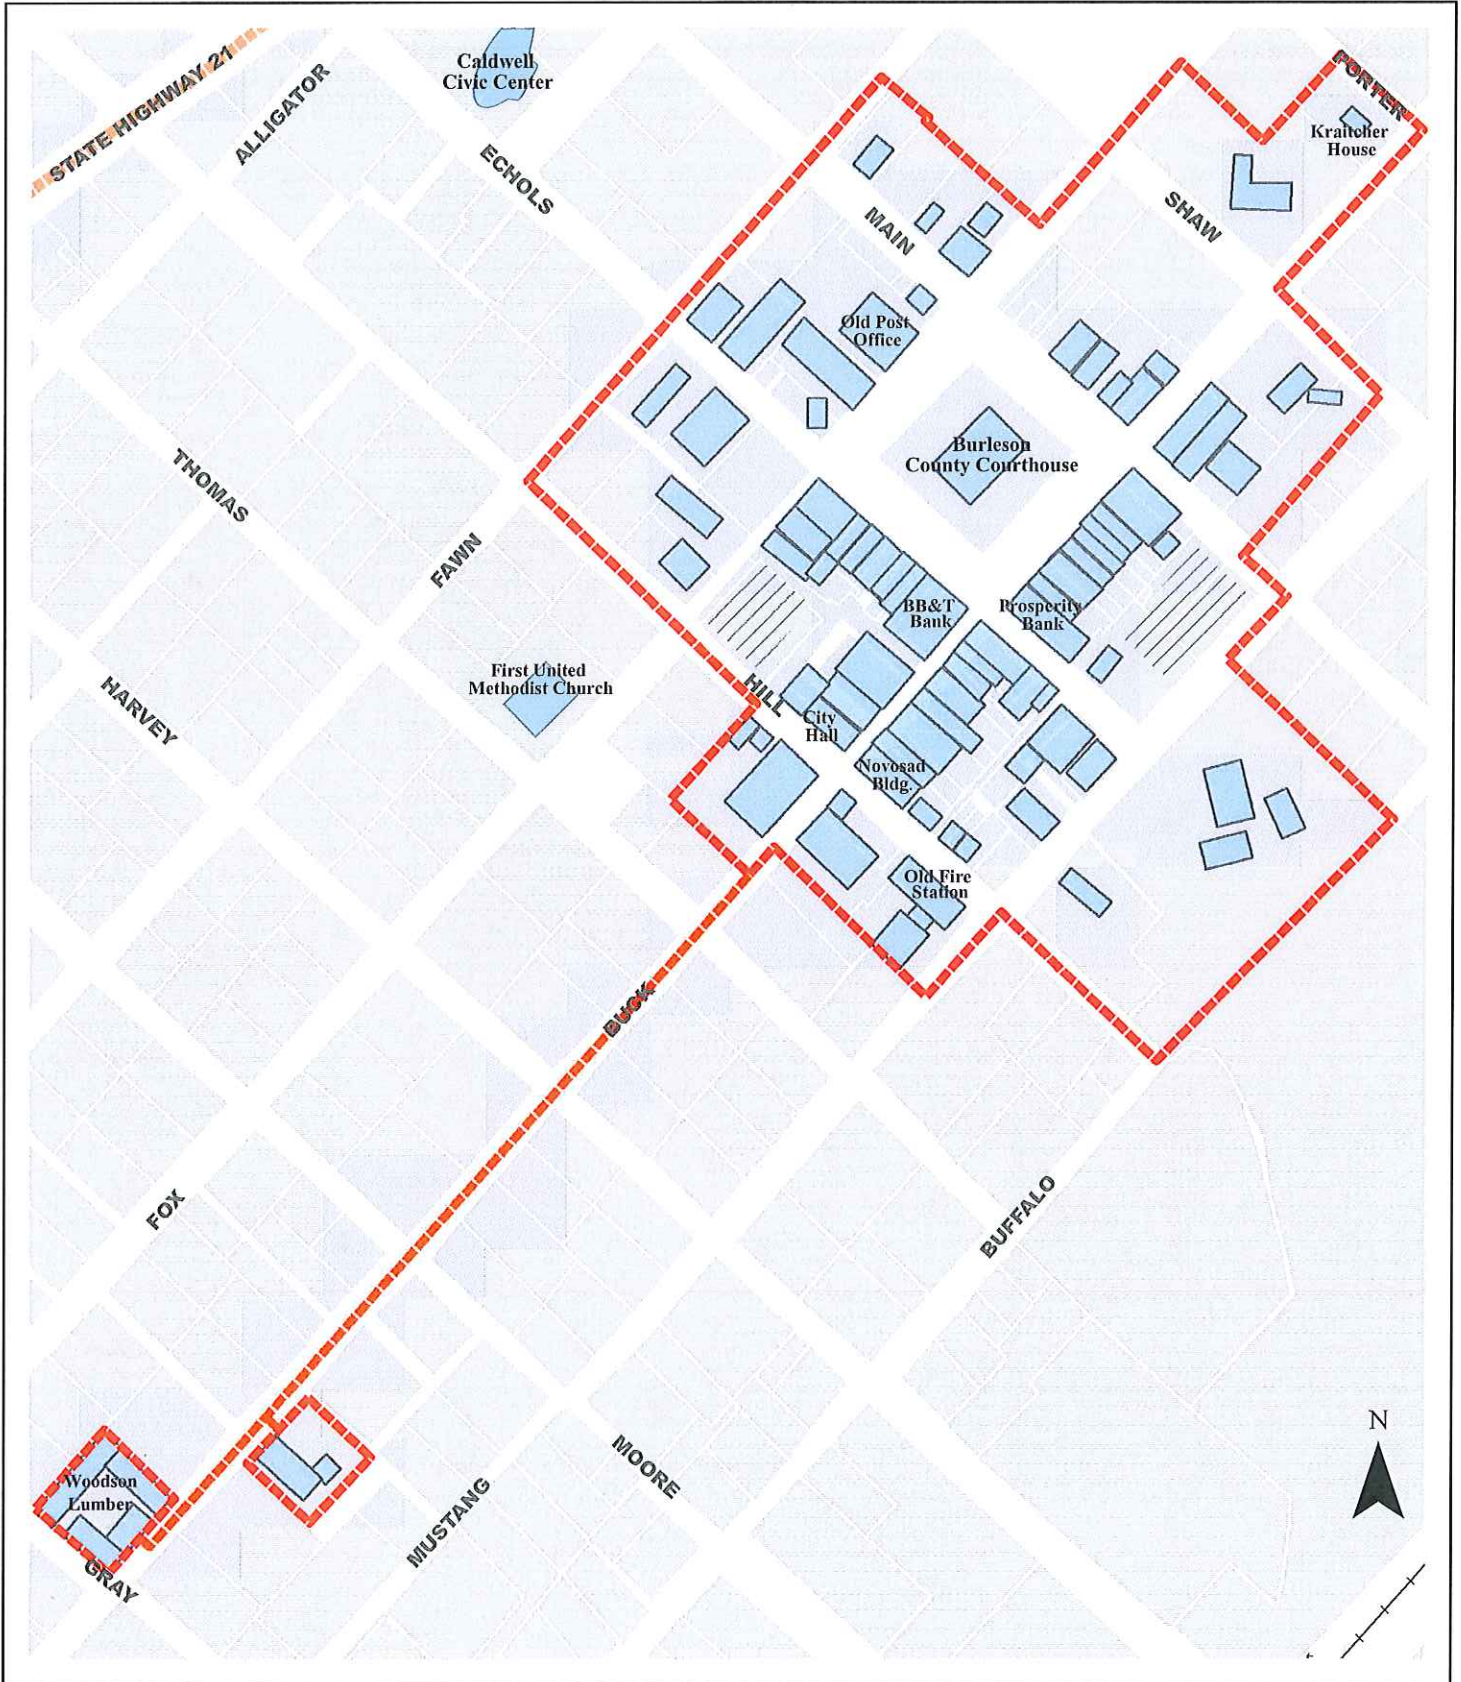 Caldwell
Civic Center
STATE HIGHWAY 21
ALLIGATOR
ECHOLS
PORTER
Kraitcher
House
MAIN
SHAW
Old Post
Office
Burleson
County Courthouse
THOMAS
FAWN
BB&T
Bank
Prosperity
Bank
First United
Methodist Church
HARVEY
HILL
City
Hall
Novosad
Bldg.
Old Fire
Station
BUCK
FOX
BUFFALO
N
MOORE
Woodson
Lumber
MUSTANG
GRAY